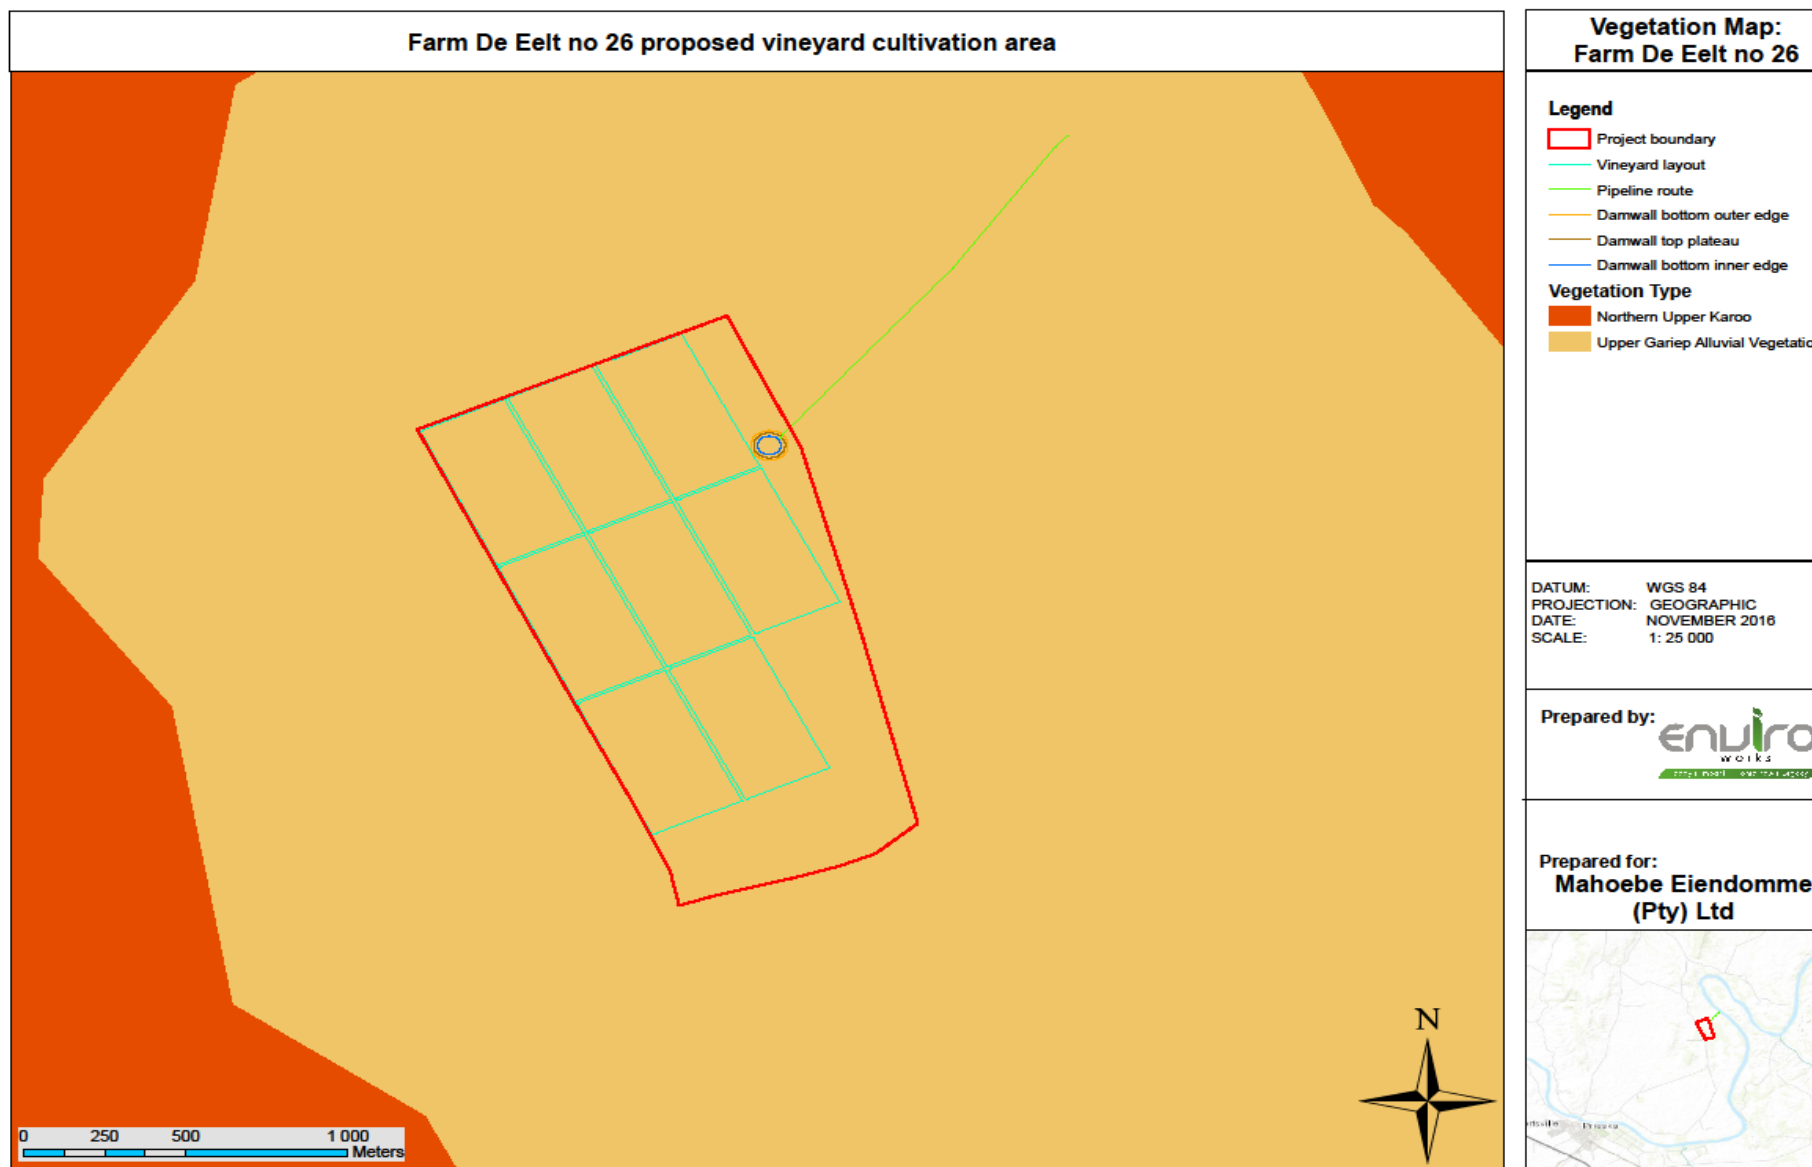 Farm De Eelt no 26 proposed vineyard cultivation area
Vegetation Map:
Farm De Eelt no 26
Legend
Project boundary
Vineyard layout
Pipeline route
Damwall bottom outer edge
Damwall top plateau
Damwall bottom inner edge
Vegetation Type
Northern Upper Karoo
Upper Gariep Alluvial Vegetatio
DATUM: WGS 84
PROJECTION: GEOGRAPHIC
DATE: NOVEMBER 2016
SCALE: 1: 25 000
Prepared by:
enviro
works
Prepared for:
Mahoebe Eiendomme
(Pty) Ltd
Prieska
N
0 250 500 1 000
Meters